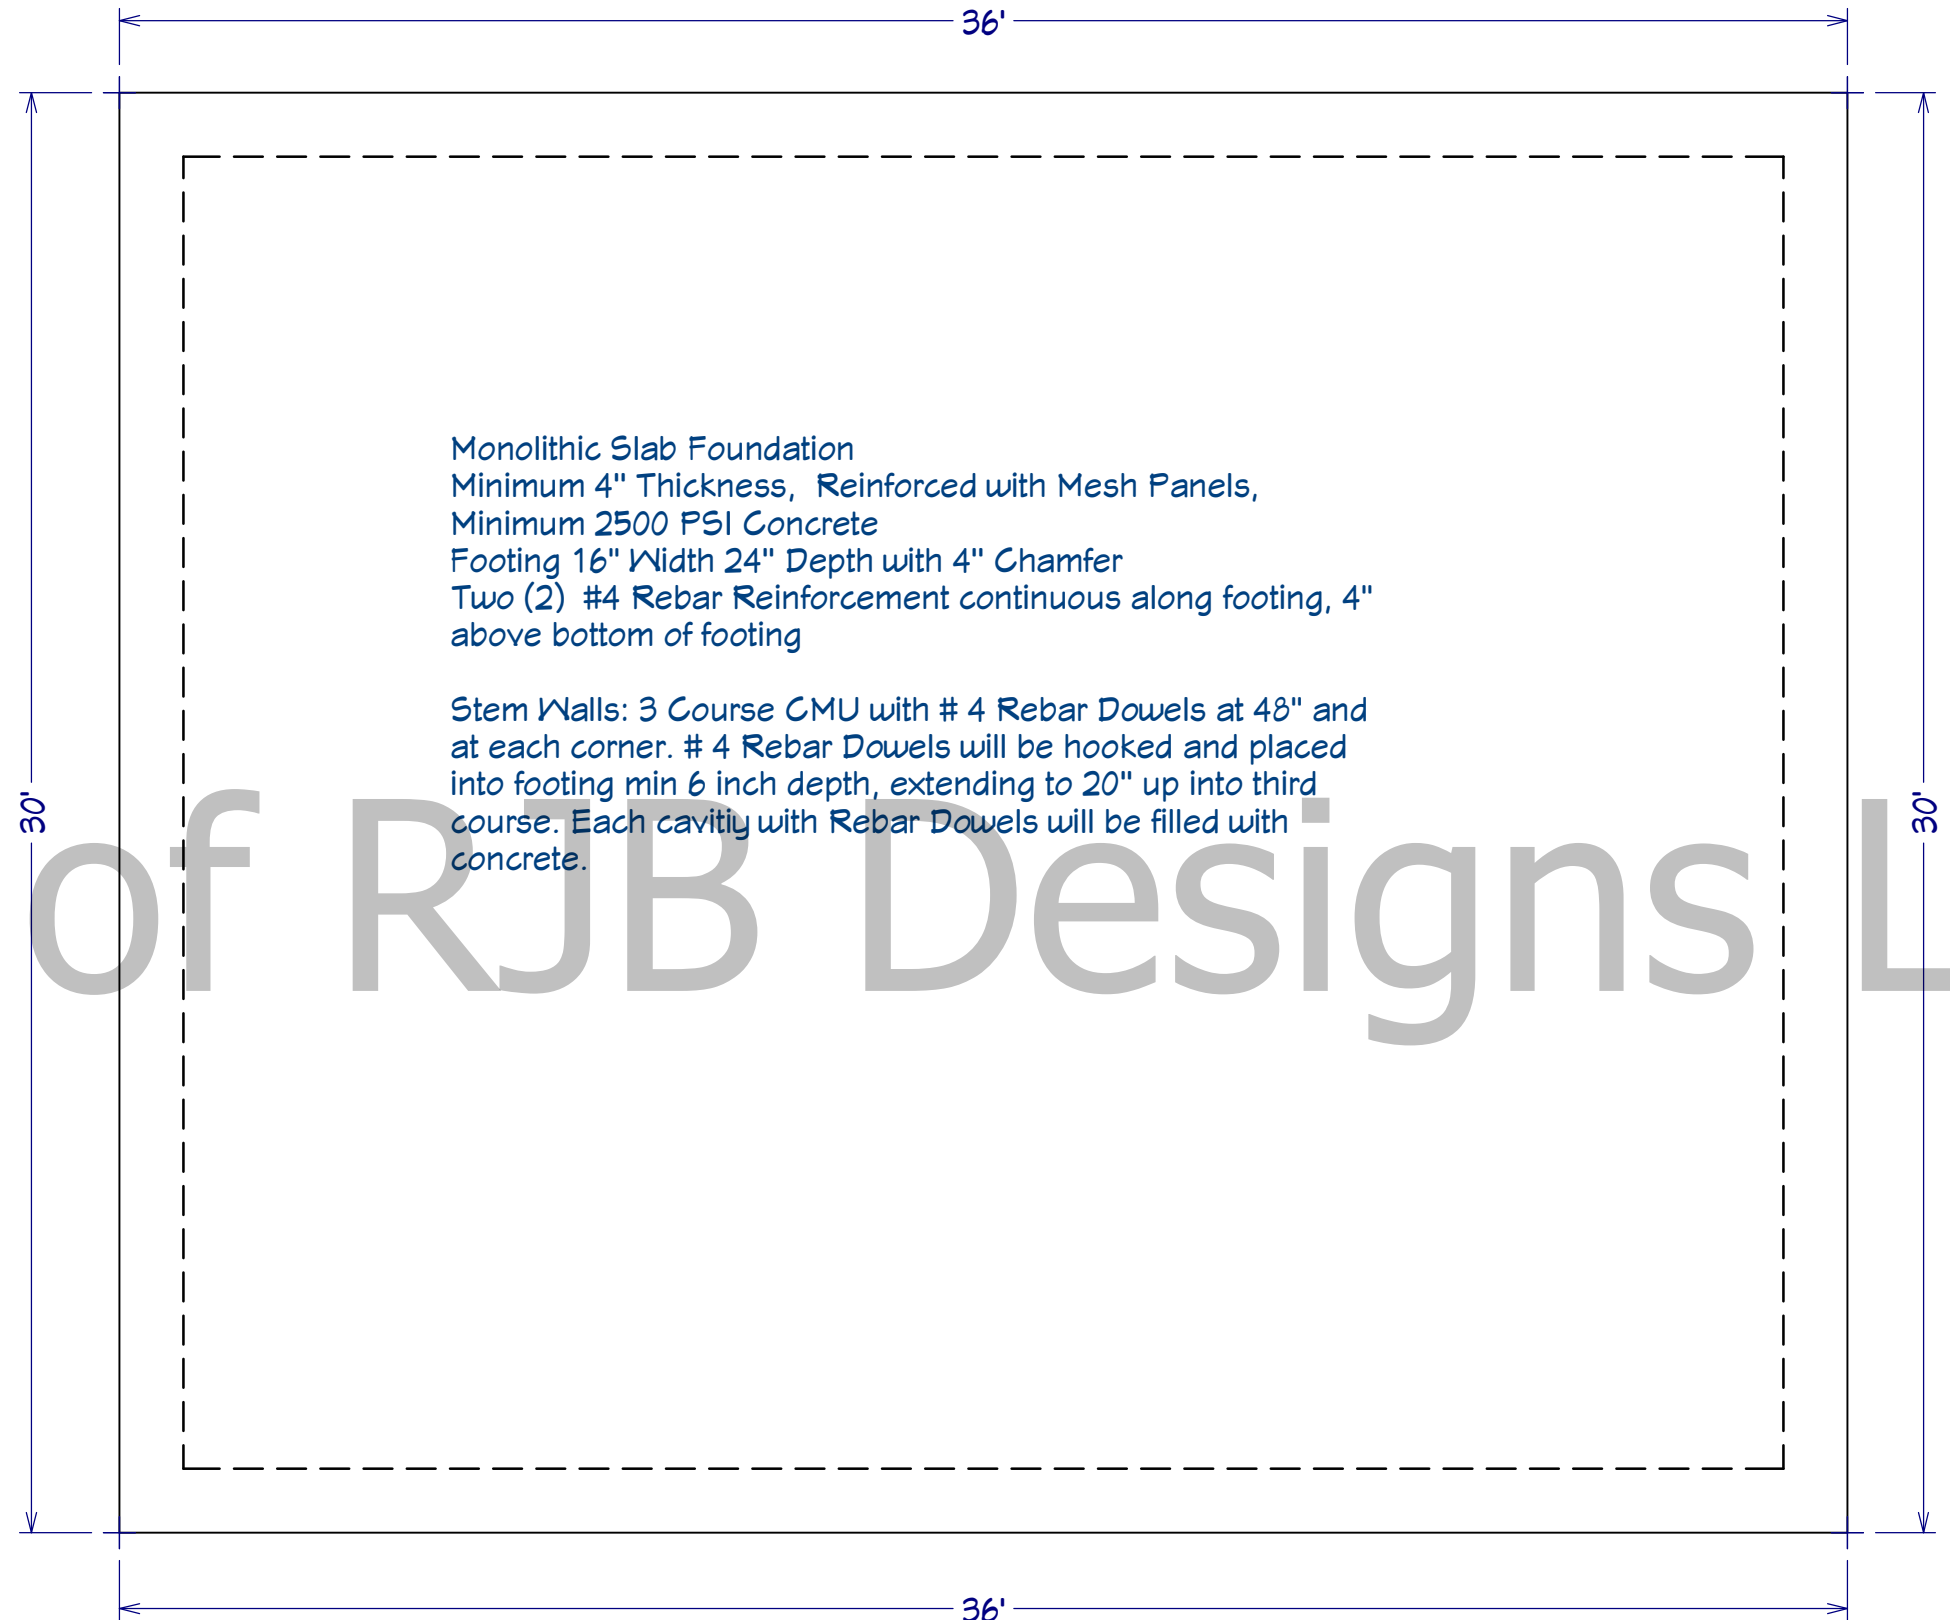 36'
Monolithic Slab Foundation
Minimum 4" Thickness,  Reinforced with Mesh Panels,
Minimum 2500 PSI Concrete
Footing 16" Width 24" Depth with 4" Chamfer
Two (2)  #4 Rebar Reinforcement continuous along footing, 4"
above bottom of footing
Stem Walls: 3 Course CMU with # 4 Rebar Dowels at 48" and
at each corner. # 4 Rebar Dowels will be hooked and placed
into footing min 6 inch depth, extending to 20" up into third
course. Each cavitiy with Rebar Dowels will be filled with
concrete.
30'
30'
of RJB Designs L
36'